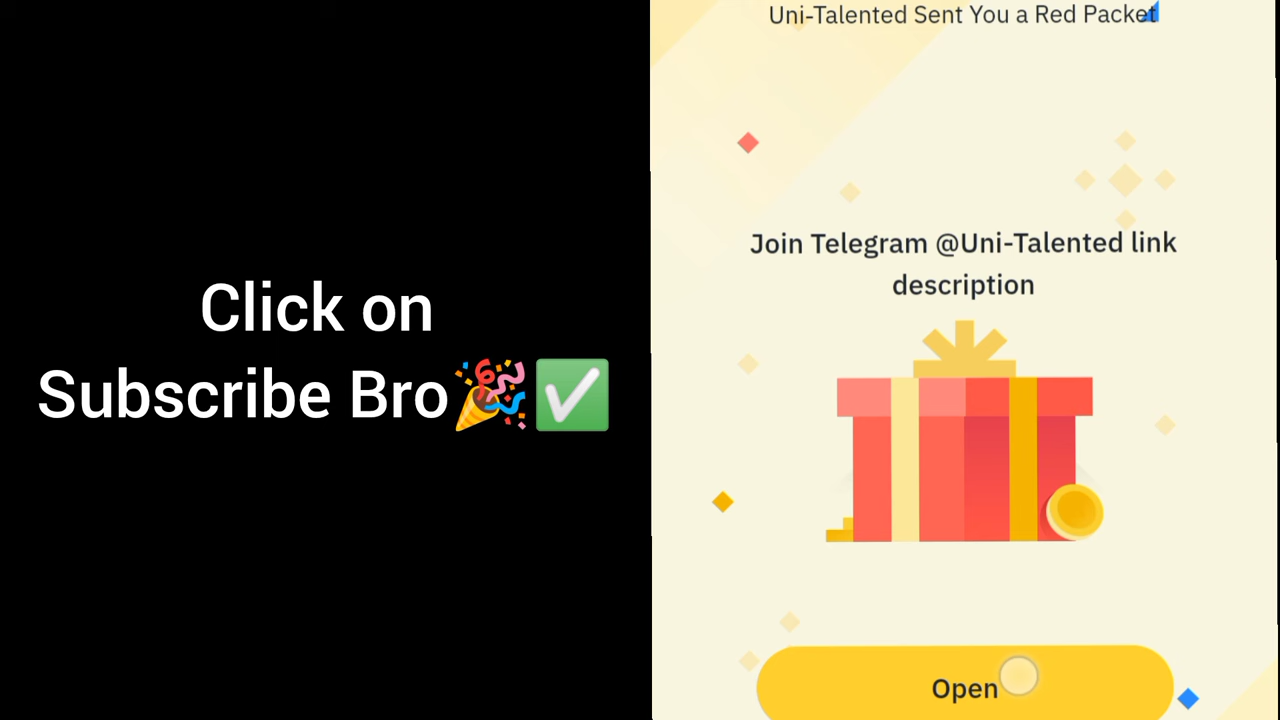 Click on
Subscribe Bro🎉✅
Uni-Talented Sent You a Red Packet
Join Telegram @Uni-Talented link
description
Open